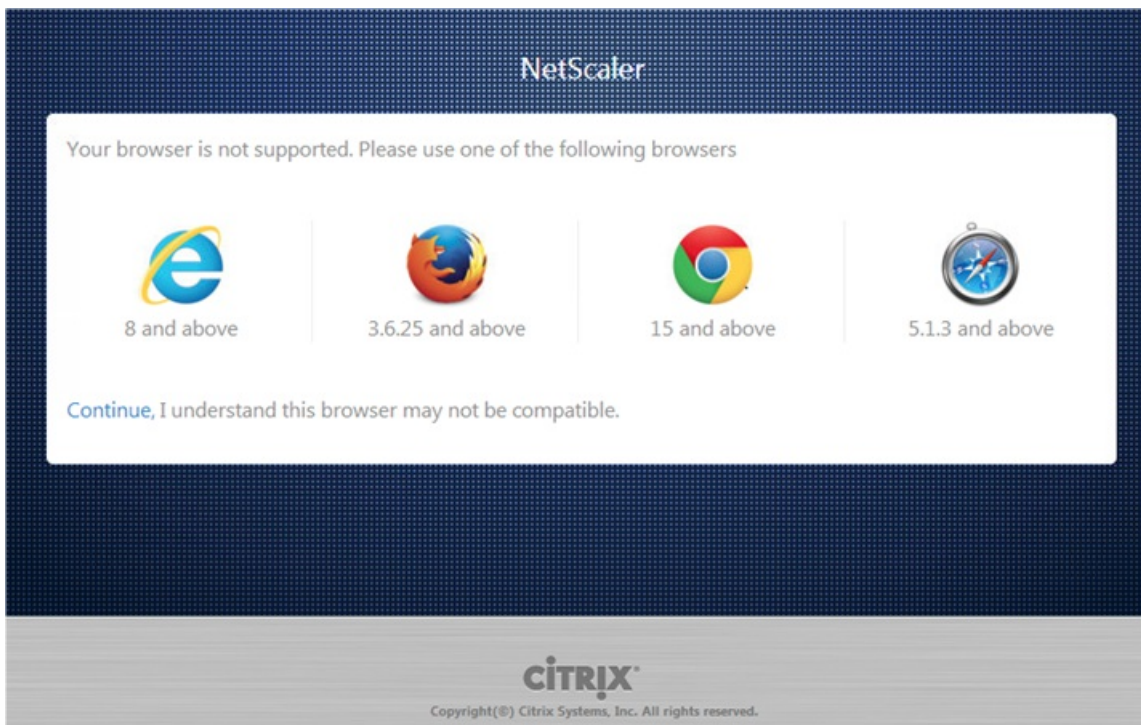 NetScaler
Your browser is not supported. Please use one of the following browsers
8 and above
3.6.25 and above
15 and above
5.1.3 and above
Continue, I understand this browser may not be compatible.
CİTRIX®
Copyright(®) Citrix Systems, Inc. All rights reserved.